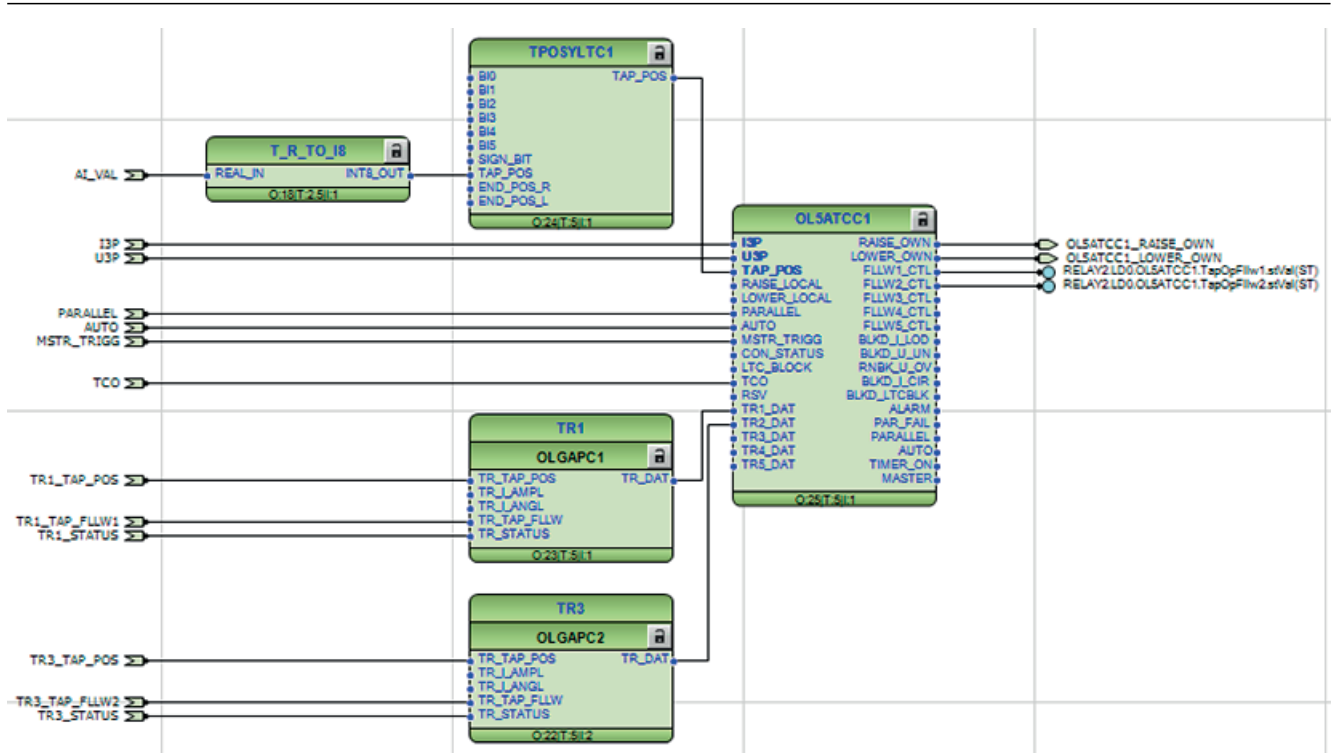 TPOSYLTC1
BI0 TAP_POS
BI1
BI2
BI3
BI4
BI5
SIGN_BIT
TAP_POS
END_POS_R
END_POS_L
O:24|T:5|I:1
T_R_TO_I8
AI_VAL REAL_IN INT8_OUT
O:18|T:2.5|I:1
OL5ATCC1
I3P I3P RAISE_OWN OL5ATCC1_RAISE_OWN
U3P U3P LOWER_OWN OL5ATCC1_LOWER_OWN
TAP_POS FLLW1_CTL RELAY2.LD0.OL5ATCC1.TapOpFllw1.stVal(ST)
RAISE_LOCAL FLLW2_CTL RELAY2.LD0.OL5ATCC1.TapOpFllw2.stVal(ST)
LOWER_LOCAL FLLW3_CTL
PARALLEL PARALLEL FLLW4_CTL
AUTO AUTO FLLW5_CTL
MSTR_TRIGG MSTR_TRIGG BLKD_I_LOD
CON_STATUS BLKD_U_UN
LTC_BLOCK RNBK_U_OV
TCO TCO BLKD_I_CIR
RSV BLKD_LTCBLK
TR1_DAT ALARM
TR2_DAT PAR_FAIL
TR3_DAT PARALLEL
TR4_DAT AUTO
TR5_DAT TIMER_ON
MASTER
O:25|T:5|I:1
TR1
OLGAPC1
TR1_TAP_POS TR_TAP_POS TR_DAT
TR_I_AMPL
TR_I_ANGL
TR1_TAP_FLLW1 TR_TAP_FLLW
TR1_STATUS TR_STATUS
O:23|T:5|I:1
TR3
OLGAPC2
TR3_TAP_POS TR_TAP_POS TR_DAT
TR_I_AMPL
TR_I_ANGL
TR3_TAP_FLLW2 TR_TAP_FLLW
TR3_STATUS TR_STATUS
O:22|T:5|I:2